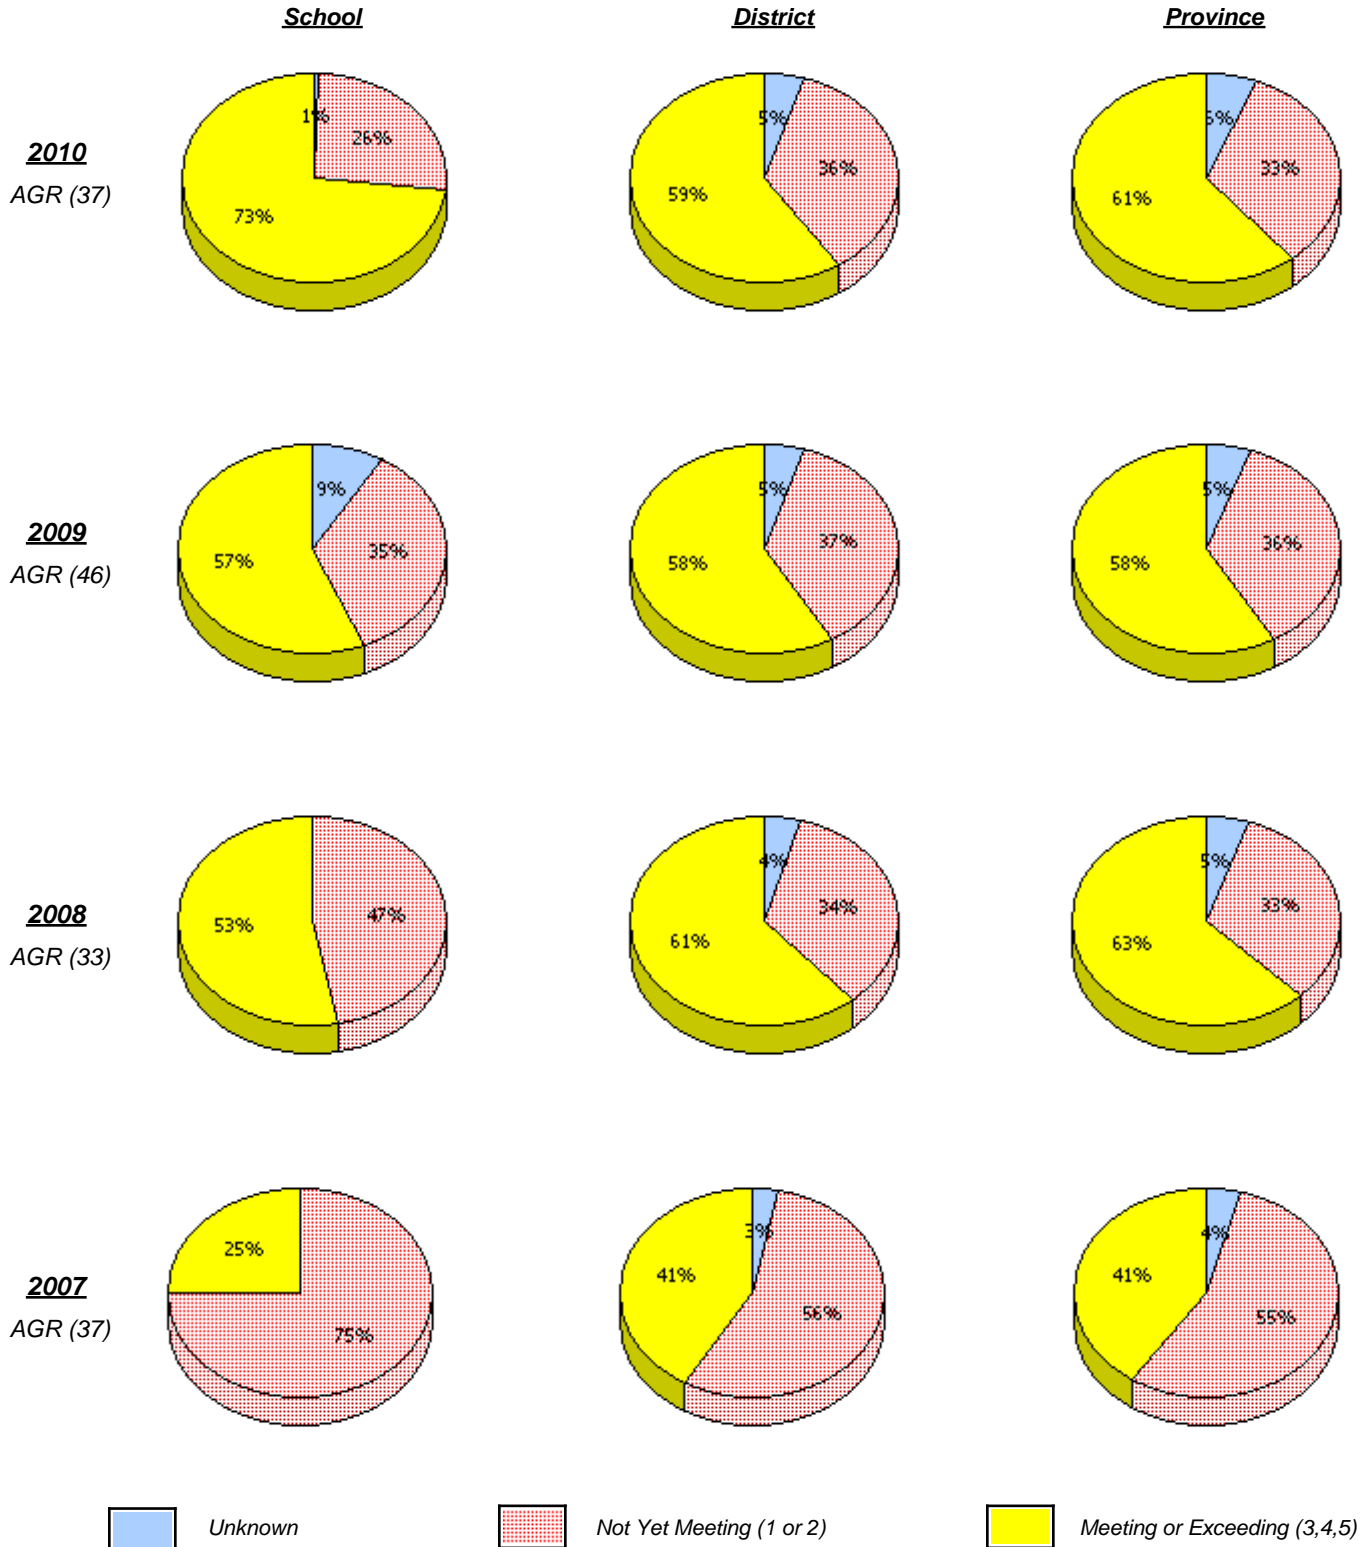 School District Province
2010
AGR (37)
1% 26% 73%
5% 36% 59%
6% 33% 61%
2009
AGR (46)
9% 35% 57%
5% 37% 58%
5% 36% 58%
2008
AGR (33)
47% 53%
4% 34% 61%
5% 33% 63%
2007
AGR (37)
25% 75%
3% 41% 56%
4% 41% 55%
Unknown Not Yet Meeting (1 or 2) Meeting or Exceeding (3,4,5)